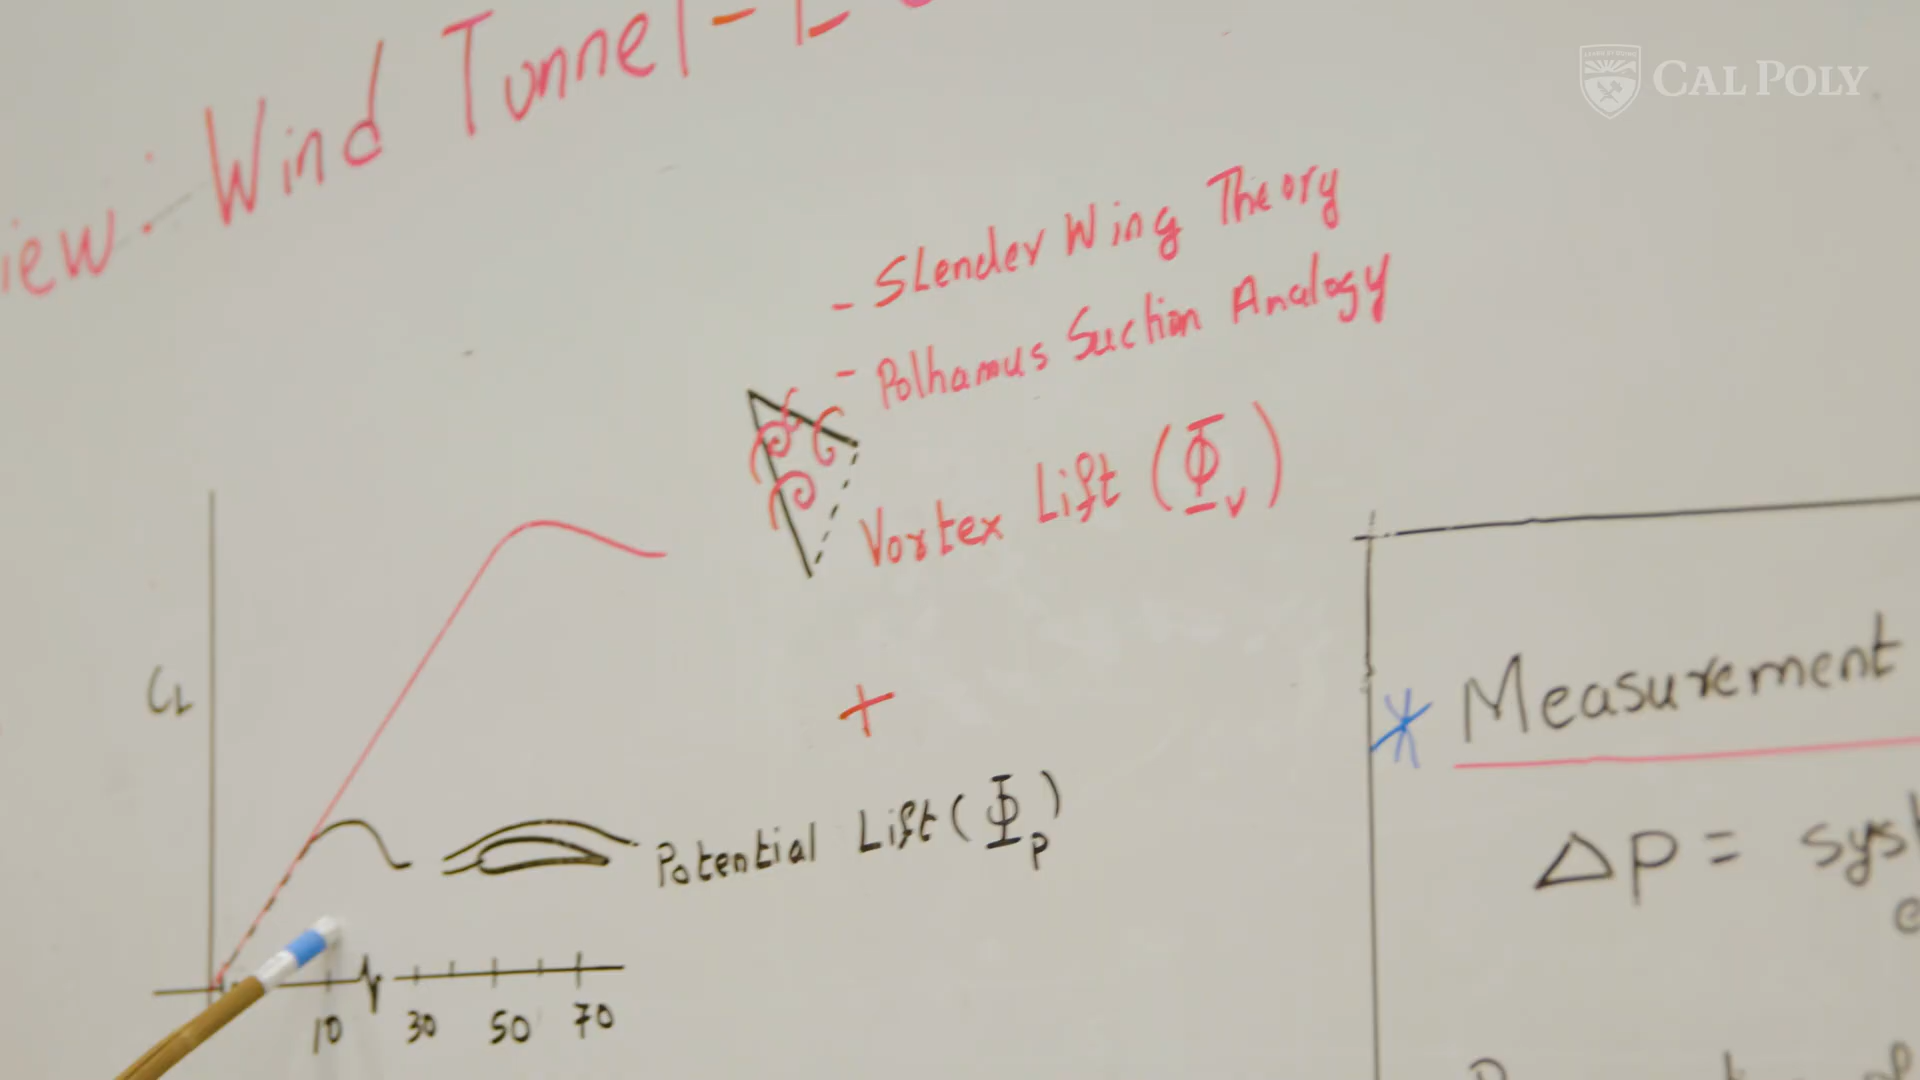 Wind Tunnel-
CAL POLY
- Slender Wing Theory
- Polhamus Suction Analogy
Vortex Lift (Φv)
+
CL
Potential Lift (Φp)
10 30 50 70
* Measurement
Δp =